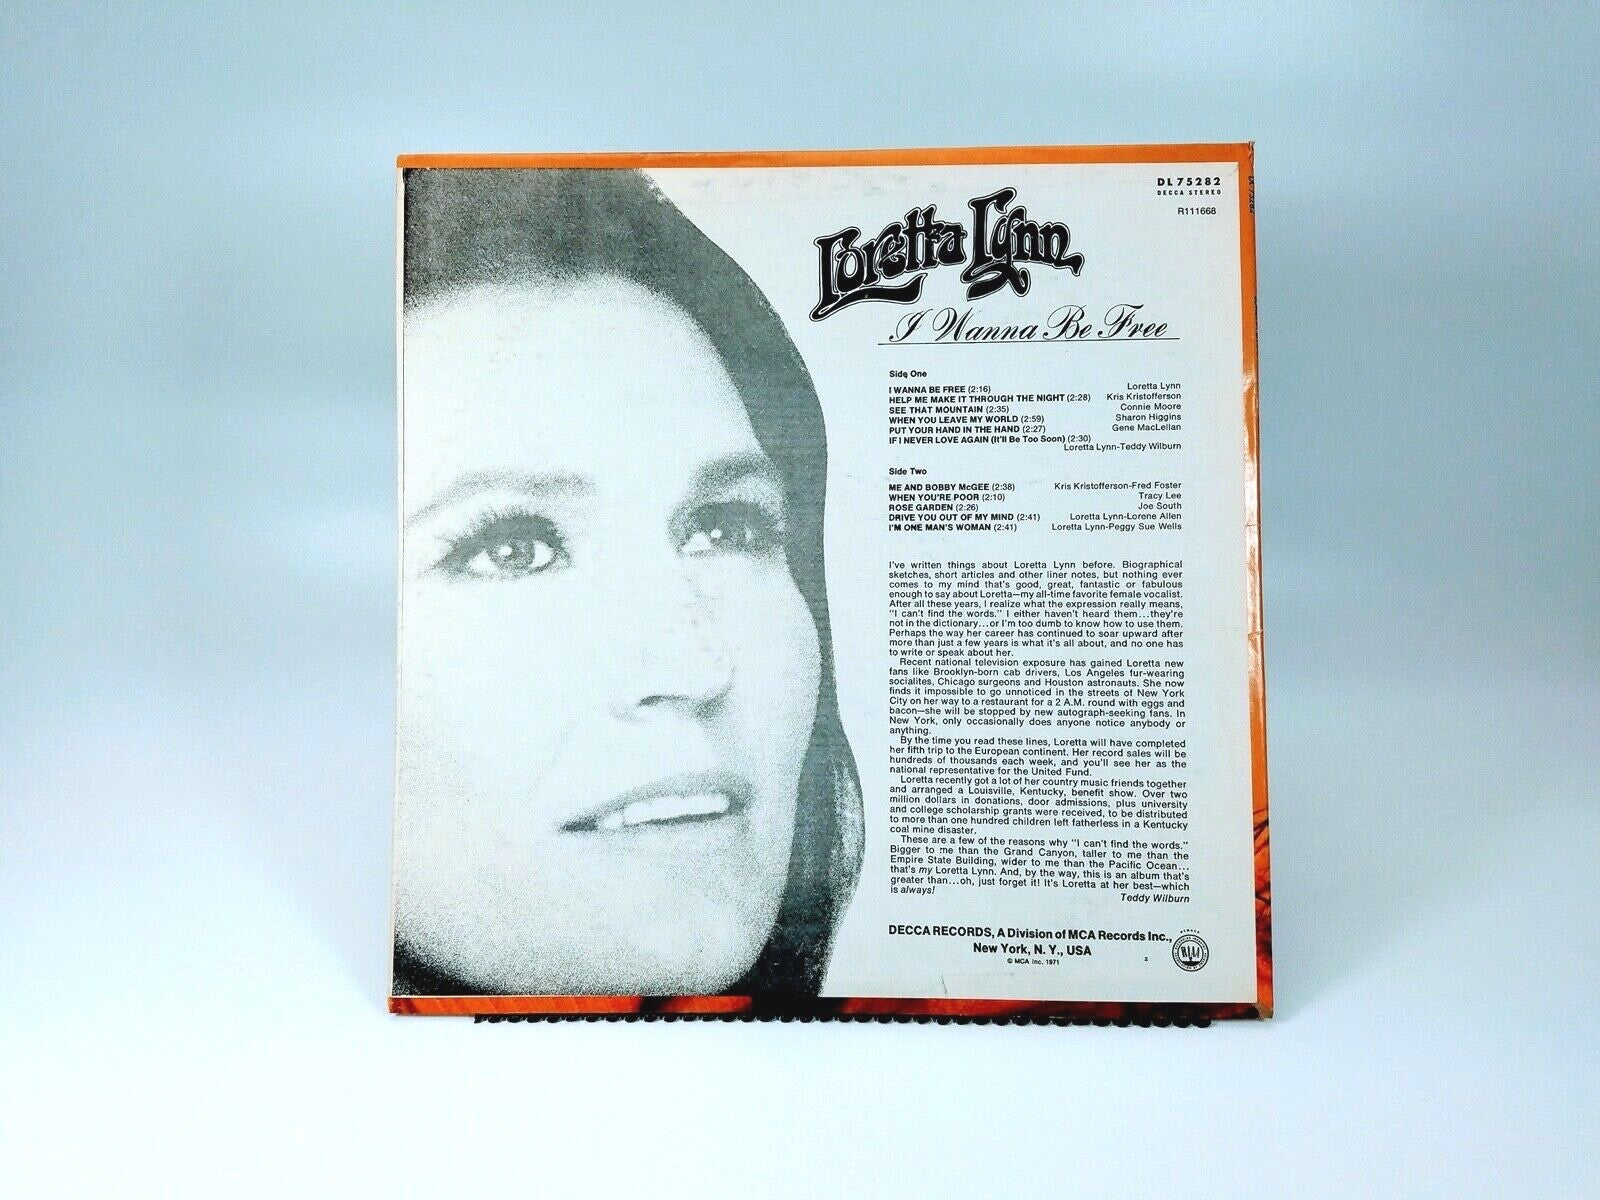 DL 75282
DECCA STEREO
R111668
Loretta Lynn
I Wanna Be Free
Side One
I WANNA BE FREE (2:16) Loretta Lynn
HELP ME MAKE IT THROUGH THE NIGHT (2:28) Kris Kristofferson
SEE THAT MOUNTAIN (2:35) Connie Moore
WHEN YOU LEAVE MY WORLD (2:59) Sharon Higgins
PUT YOUR HAND IN THE HAND (2:27) Gene MacLellan
IF I NEVER LOVE AGAIN (It'll Be Too Soon) (2:30)
Loretta Lynn-Teddy Wilburn
Side Two
ME AND BOBBY McGEE (2:38) Kris Kristofferson-Fred Foster
WHEN YOU'RE POOR (2:10) Tracy Lee
ROSE GARDEN (2:26) Joe South
DRIVE YOU OUT OF MY MIND (2:41) Loretta Lynn-Lorene Allen
I'M ONE MAN'S WOMAN (2:41) Loretta Lynn-Peggy Sue Wells
I've written things about Loretta Lynn before. Biographical
sketches, short articles and other liner notes, but nothing ever
comes to my mind that's good, great, fantastic or fabulous
enough to say about Loretta—my all-time favorite female vocalist.
After all these years, I realize what the expression really means,
"I can't find the words." I either haven't heard them...they're
not in the dictionary...or I'm too dumb to know how to use them.
Perhaps the way her career has continued to soar upward after
more than just a few years is what it's all about, and no one has
to write or speak about her.
Recent national television exposure has gained Loretta new
fans like Brooklyn-born cab drivers, Los Angeles fur-wearing
socialites, Chicago surgeons and Houston astronauts. She now
finds it impossible to go unnoticed in the streets of New York
City on her way to a restaurant for a 2 A.M. round with eggs and
bacon—she will be stopped by new autograph-seeking fans. In
New York, only occasionally does anyone notice anybody or
anything.
By the time you read these lines, Loretta will have completed
her fifth trip to the European continent. Her record sales will be
hundreds of thousands each week, and you'll see her as the
national representative for the United Fund.
Loretta recently got a lot of her country music friends together
and arranged a Louisville, Kentucky, benefit show. Over two
million dollars in donations, door admissions, plus university
and college scholarship grants were received, to be distributed
to more than one hundred children left fatherless in a Kentucky
coal mine disaster.
These are a few of the reasons why "I can't find the words."
Bigger to me than the Grand Canyon, taller to me than the
Empire State Building, wider to me than the Pacific Ocean...
that's my Loretta Lynn. And, by the way, this is an album that's
greater than...oh, just forget it! It's Loretta at her best—which
is always!
Teddy Wilburn
DECCA RECORDS, A Division of MCA Records Inc.,
New York, N. Y., USA
© MCA Inc. 1971
2